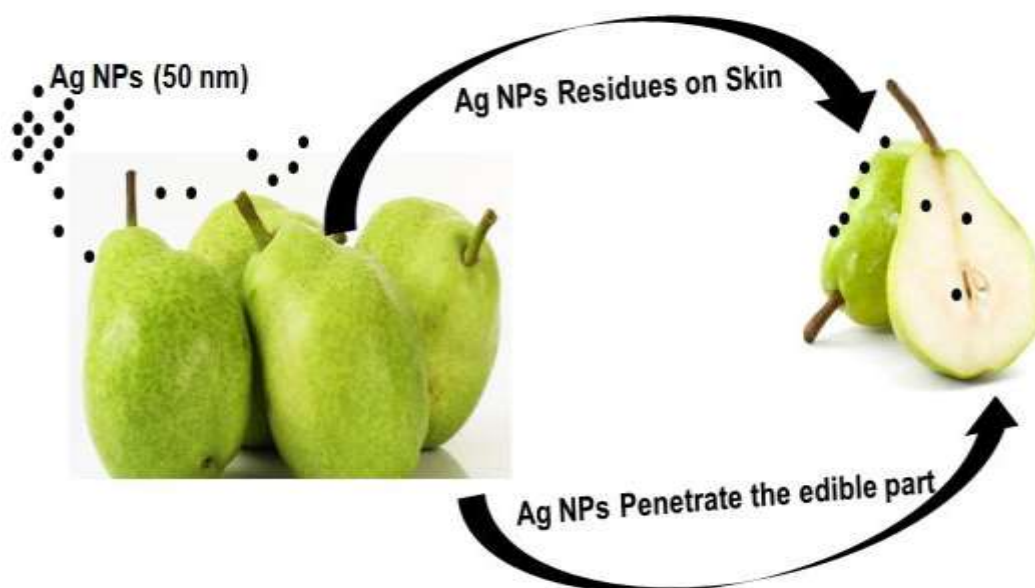 Ag NPs (50 nm)
Ag NPs Residues on Skin
Ag NPs Penetrate the edible part